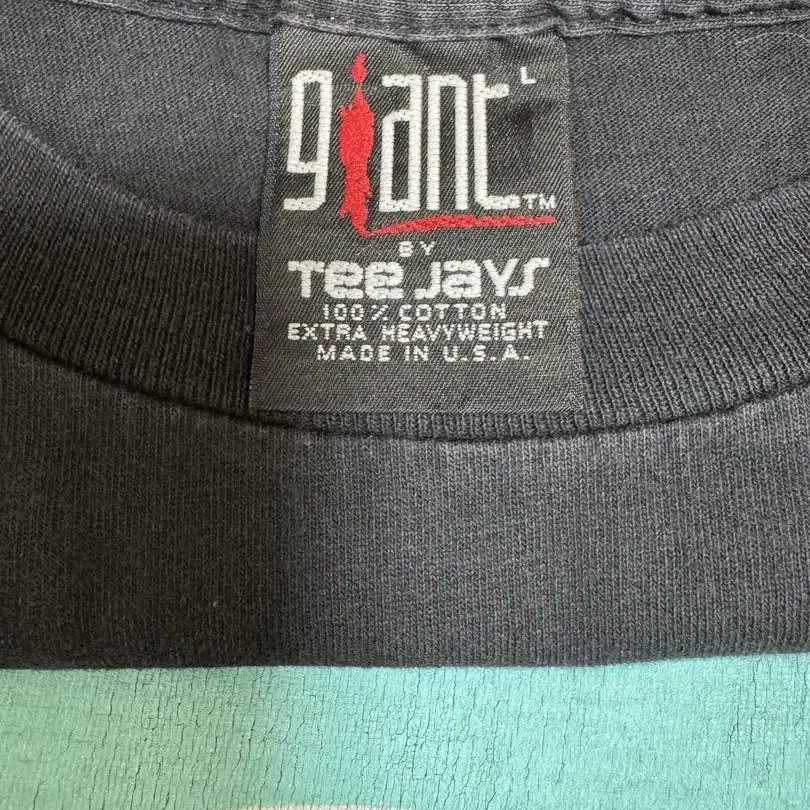 giant L
TM
BY
Tee Jays
100% COTTON
EXTRA HEAVYWEIGHT
MADE IN U.S.A.